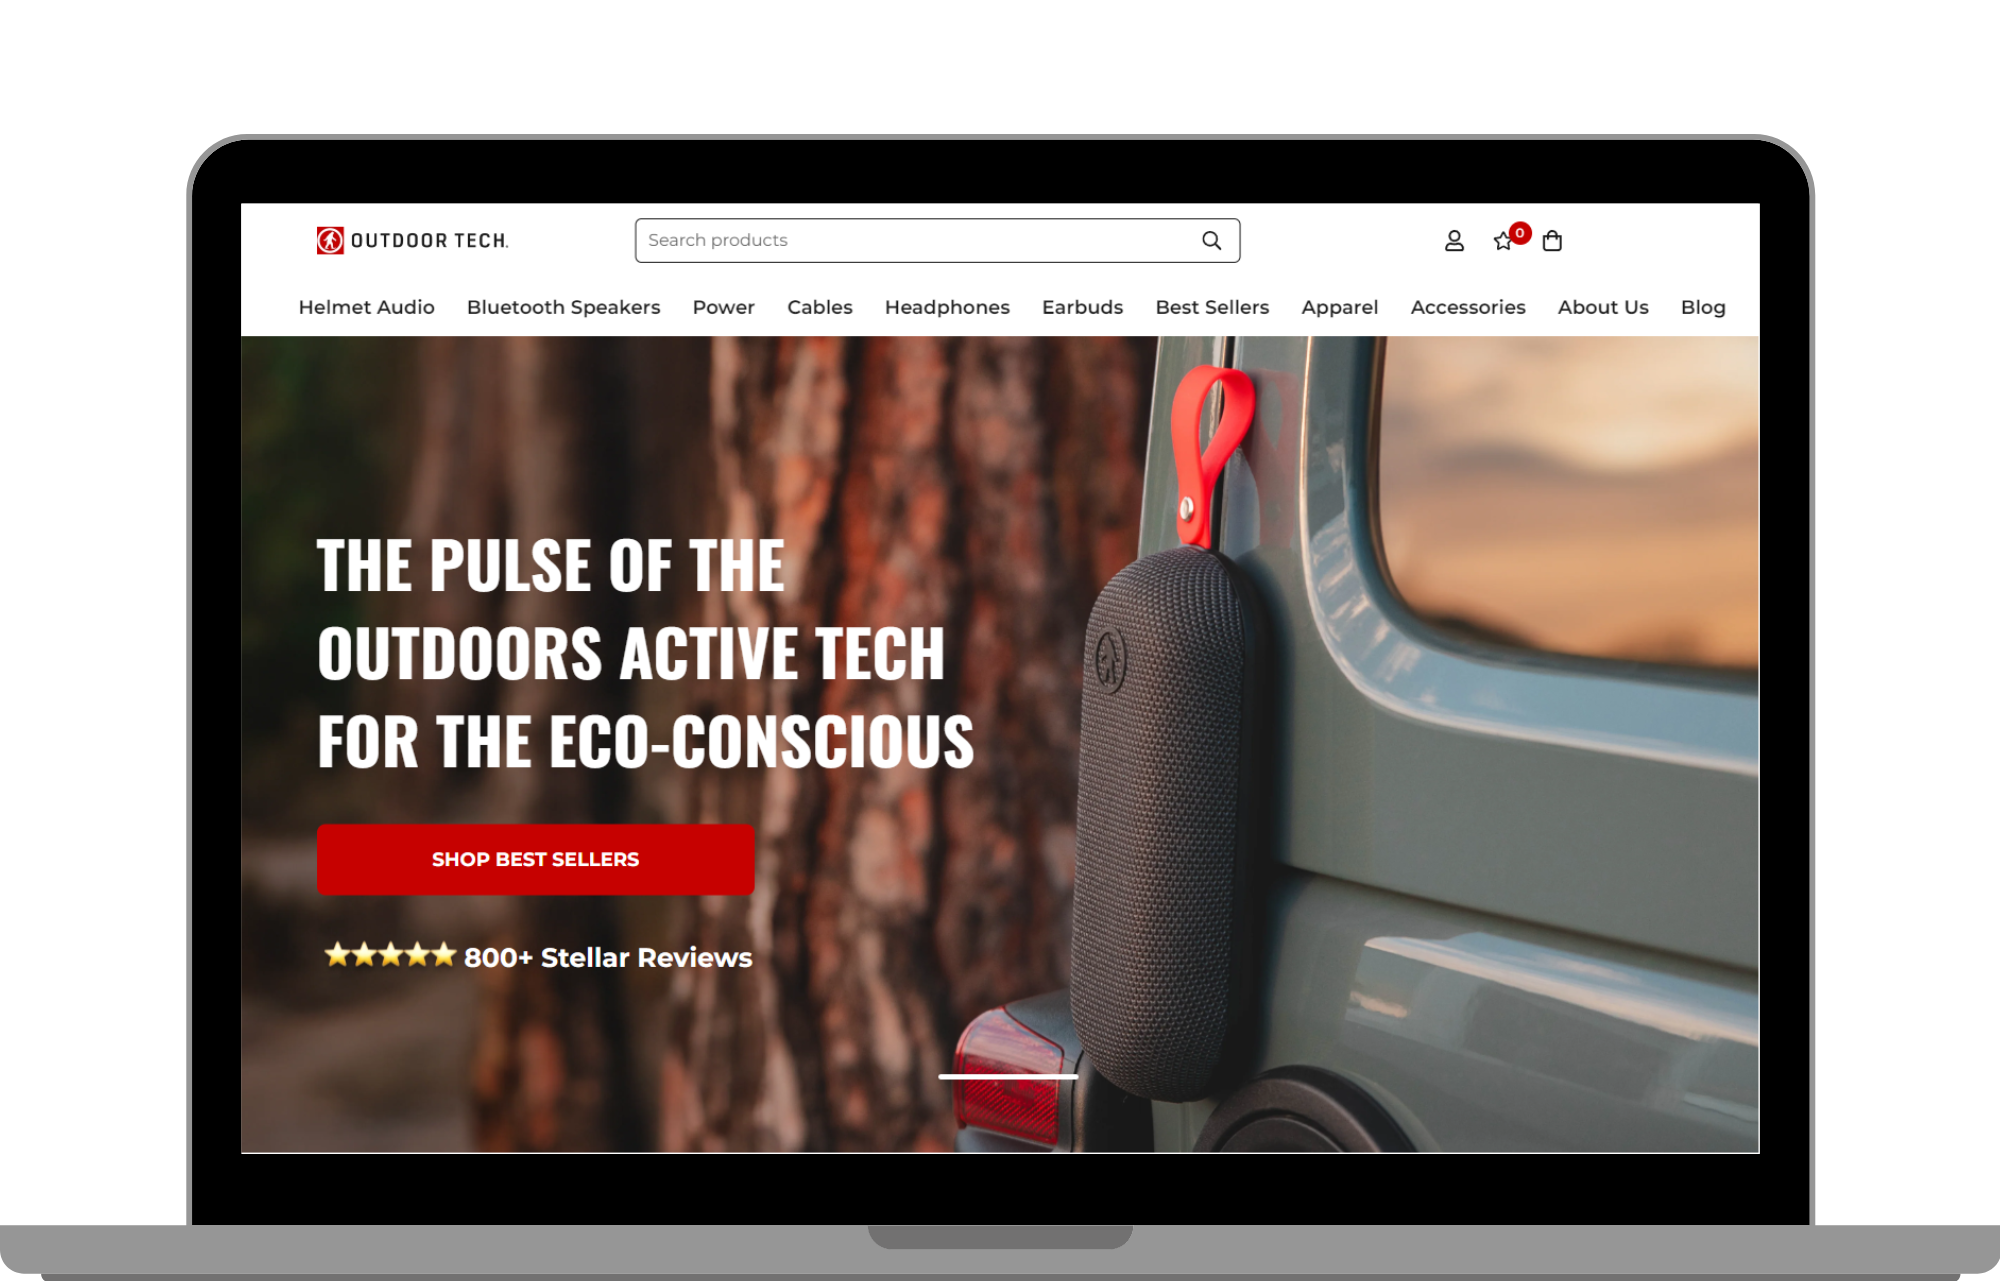 OUTDOOR TECH.
Search products
0
Helmet Audio Bluetooth Speakers Power Cables Headphones Earbuds Best Sellers Apparel Accessories About Us Blog
THE PULSE OF THE
OUTDOORS ACTIVE TECH
FOR THE ECO-CONSCIOUS
SHOP BEST SELLERS
800+ Stellar Reviews